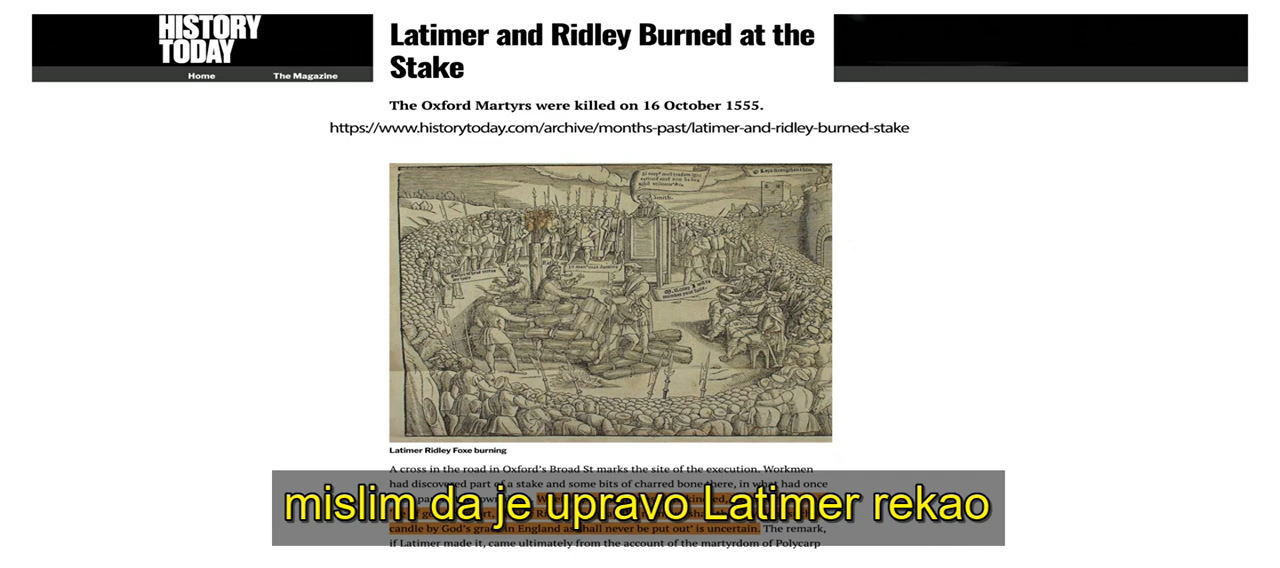 HISTORY
TODAY
Home The Magazine
Latimer and Ridley Burned at the
Stake
The Oxford Martyrs were killed on 16 October 1555.
https://www.historytoday.com/archive/months-past/latimer-and-ridley-burned-stake
Smith.
Latimer Ridley Foxe burning
A cross in the road in Oxford's Broad St marks the site of the execution. Workmen
had discovered part of a stake and some bits of charred bone there, in what had once
mislim da je upravo Latimer rekao
candle by God's grace in England as shall never be put out' is uncertain. The remark,
if Latimer made it, came ultimately from the account of the martyrdom of Polycarp